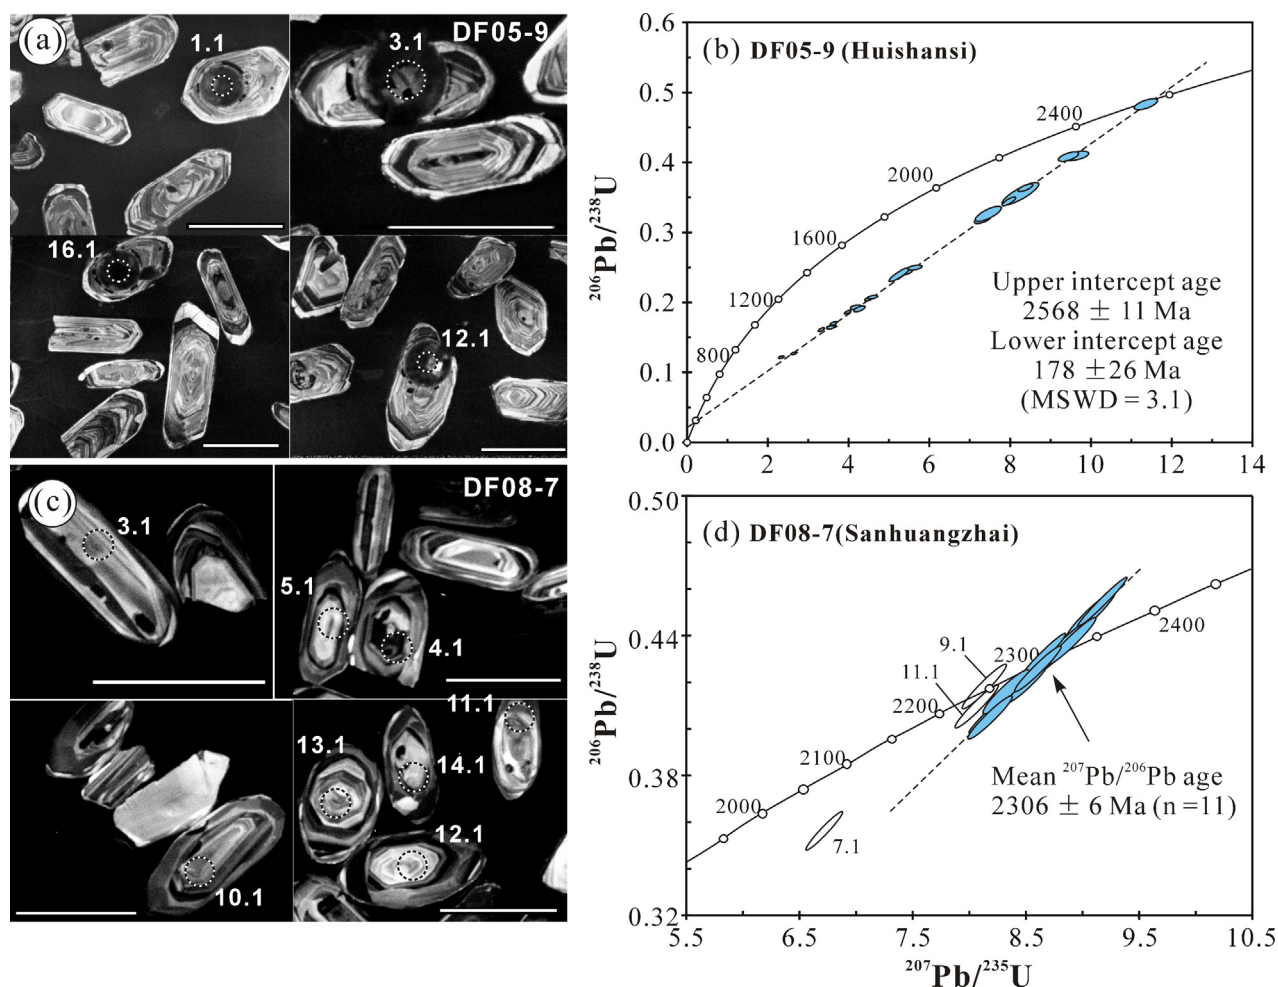 (a)
DF05-9
1.1
3.1
16.1
12.1
(b) DF05-9 (Huishansi)
0.6
0.5
0.4
0.3
0.2
0.1
0.0
²⁰⁶Pb/²³⁸U
2400
2000
1600
1200
800
Upper intercept age
2568 ± 11 Ma
Lower intercept age
178 ±26 Ma
(MSWD = 3.1)
0 2 4 6 8 10 12 14
(c)
DF08-7
3.1
5.1
4.1
11.1
13.1
14.1
12.1
10.1
(d) DF08-7(Sanhuangzhai)
0.50
0.44
0.38
0.32
²⁰⁶Pb/²³⁸U
9.1
2300
2400
11.1
2200
2100
2000
7.1
Mean ²⁰⁷Pb/²⁰⁶Pb age
2306 ± 6 Ma (n =11)
5.5 6.5 7.5 8.5 9.5 10.5
²⁰⁷Pb/²³⁵U